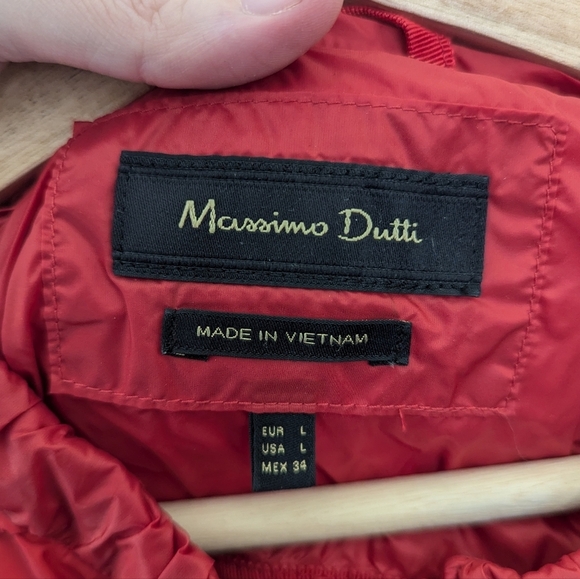 Massimo Dutti
MADE IN VIETNAM
EUR L
USA L
MEX 34